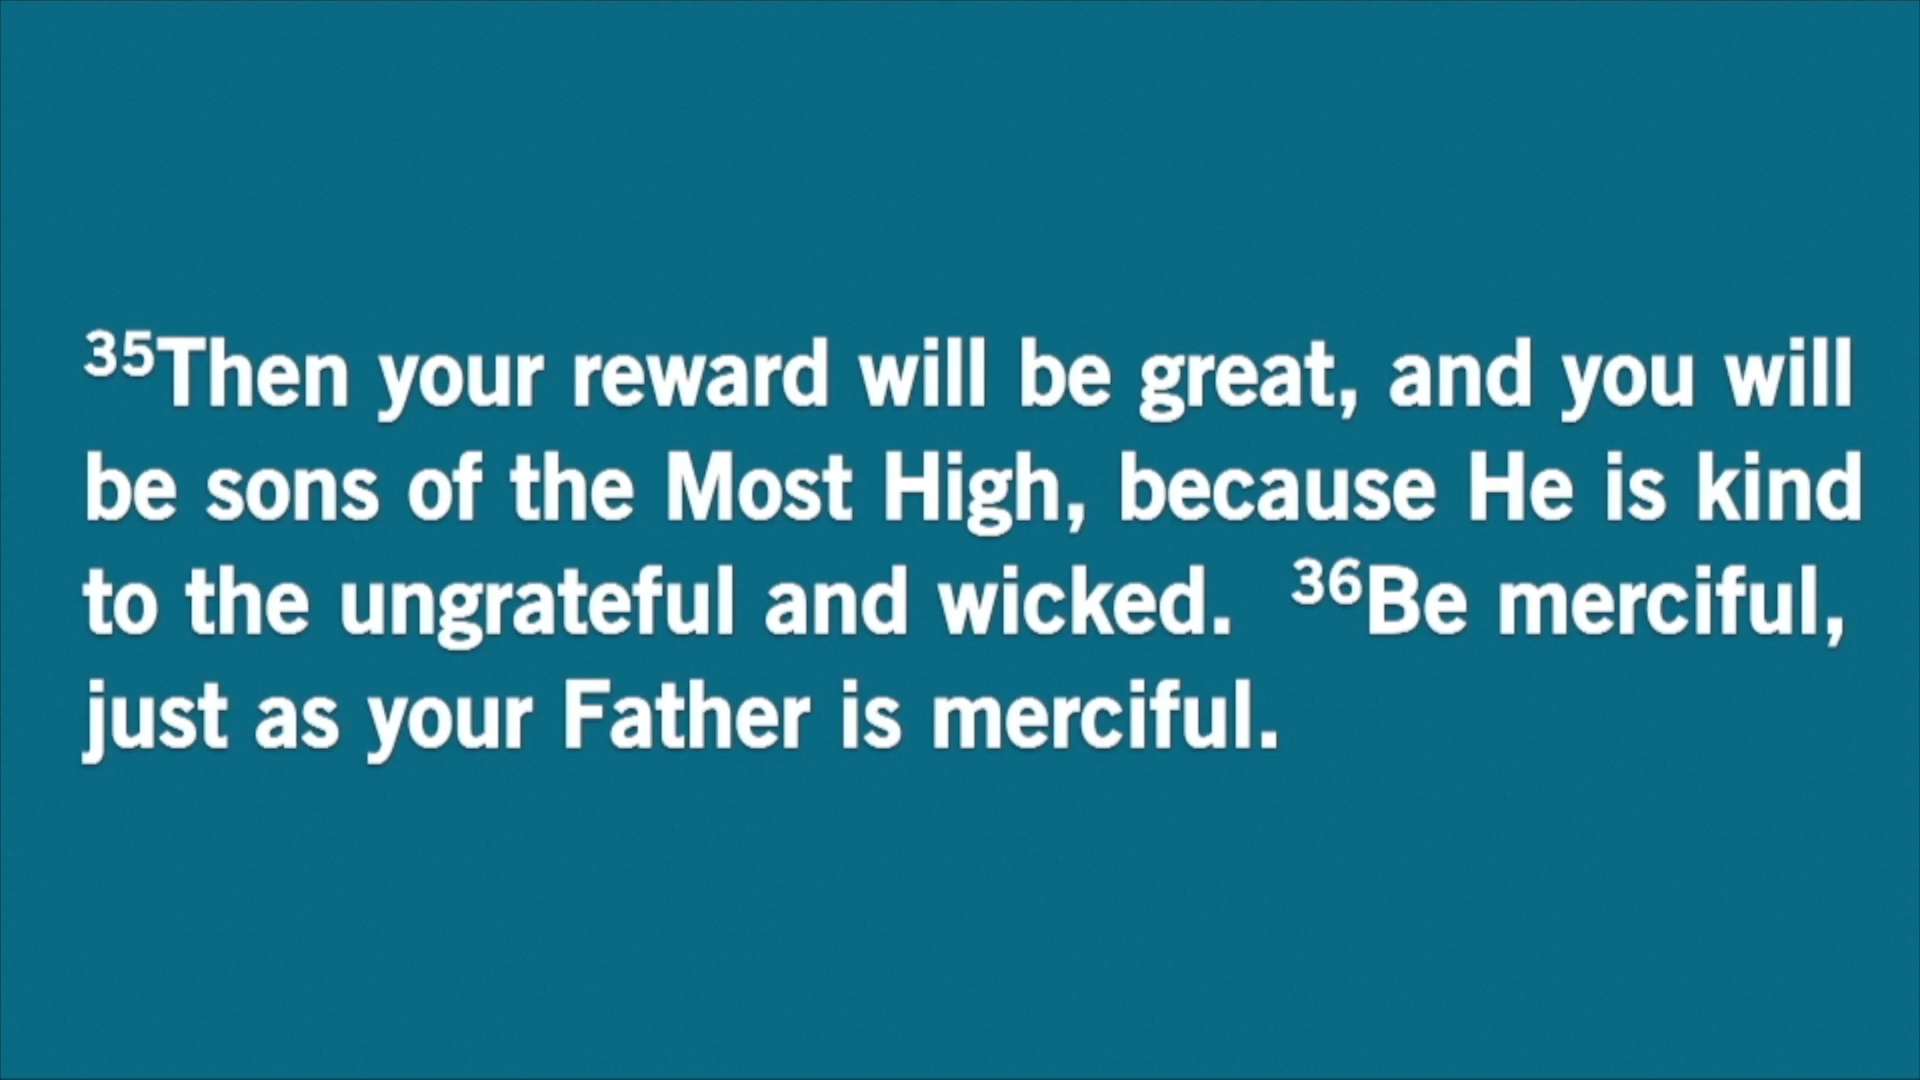 ³⁵Then your reward will be great, and you will
be sons of the Most High, because He is kind
to the ungrateful and wicked. ³⁶Be merciful,
just as your Father is merciful.